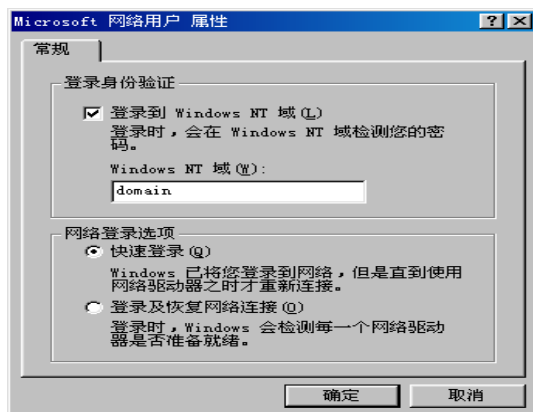 Microsoft 网络用户 属性
常规
登录身份验证
登录到 Windows NT 域(L)
登录时，会在 Windows NT 域检测您的密
码。
Windows NT 域(W):
domain
网络登录选项
快速登录(Q)
Windows 已将您登录到网络，但是直到使用
网络驱动器之时才重新连接。
登录及恢复网络连接(O)
登录时，Windows 会检测每一个网络驱动
器是否准备就绪。
确定 取消